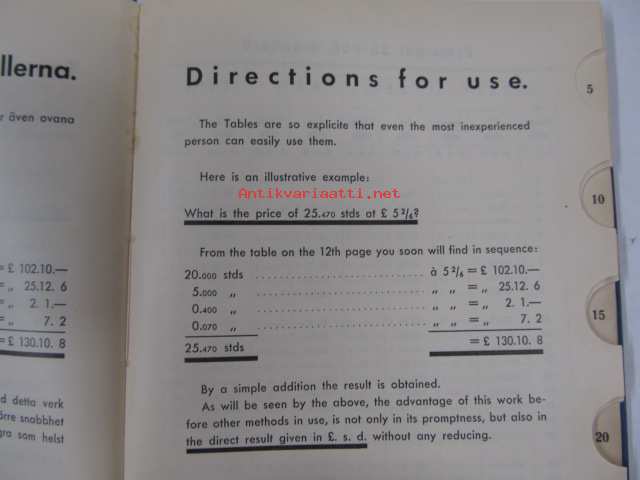 llerna.
r även ovana
= £ 102.10.—
= „ 25.12. 6
= „ 2. 1.—
= „ 7. 2
= £ 130.10. 8
d detta verk
örre snabbhet
gra som helst
Directions for use.
The Tables are so explicite that even the most inexperienced
person can easily use them.
Here is an illustrative example:
Antikvariaatti.net
What is the price of 25.470 stds at £ 5 2/6?
From the table on the 12th page you soon will find in sequence:
20.000 stds à 5 2/6 = £ 102.10.—
5.000 „ „ „ = „ 25.12. 6
0.400 „ „ „ = „ 2. 1.—
0.070 „ „ „ = „ 7. 2
25.470 stds = £ 130.10. 8
By a simple addition the result is obtained.
As will be seen by the above, the advantage of this work be-
fore other methods in use, is not only in its promptness, but also in
the direct result given in £. s. d. without any reducing.
5
10
15
20